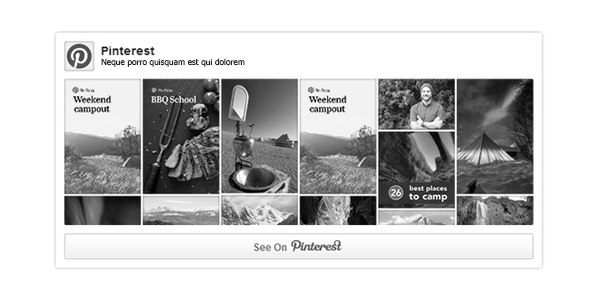 Pinterest
Neque porro quisquam est qui dolorem
Weekend
campout
BBQ School
Weekend
campout
26 best places
to camp
See On Pinterest